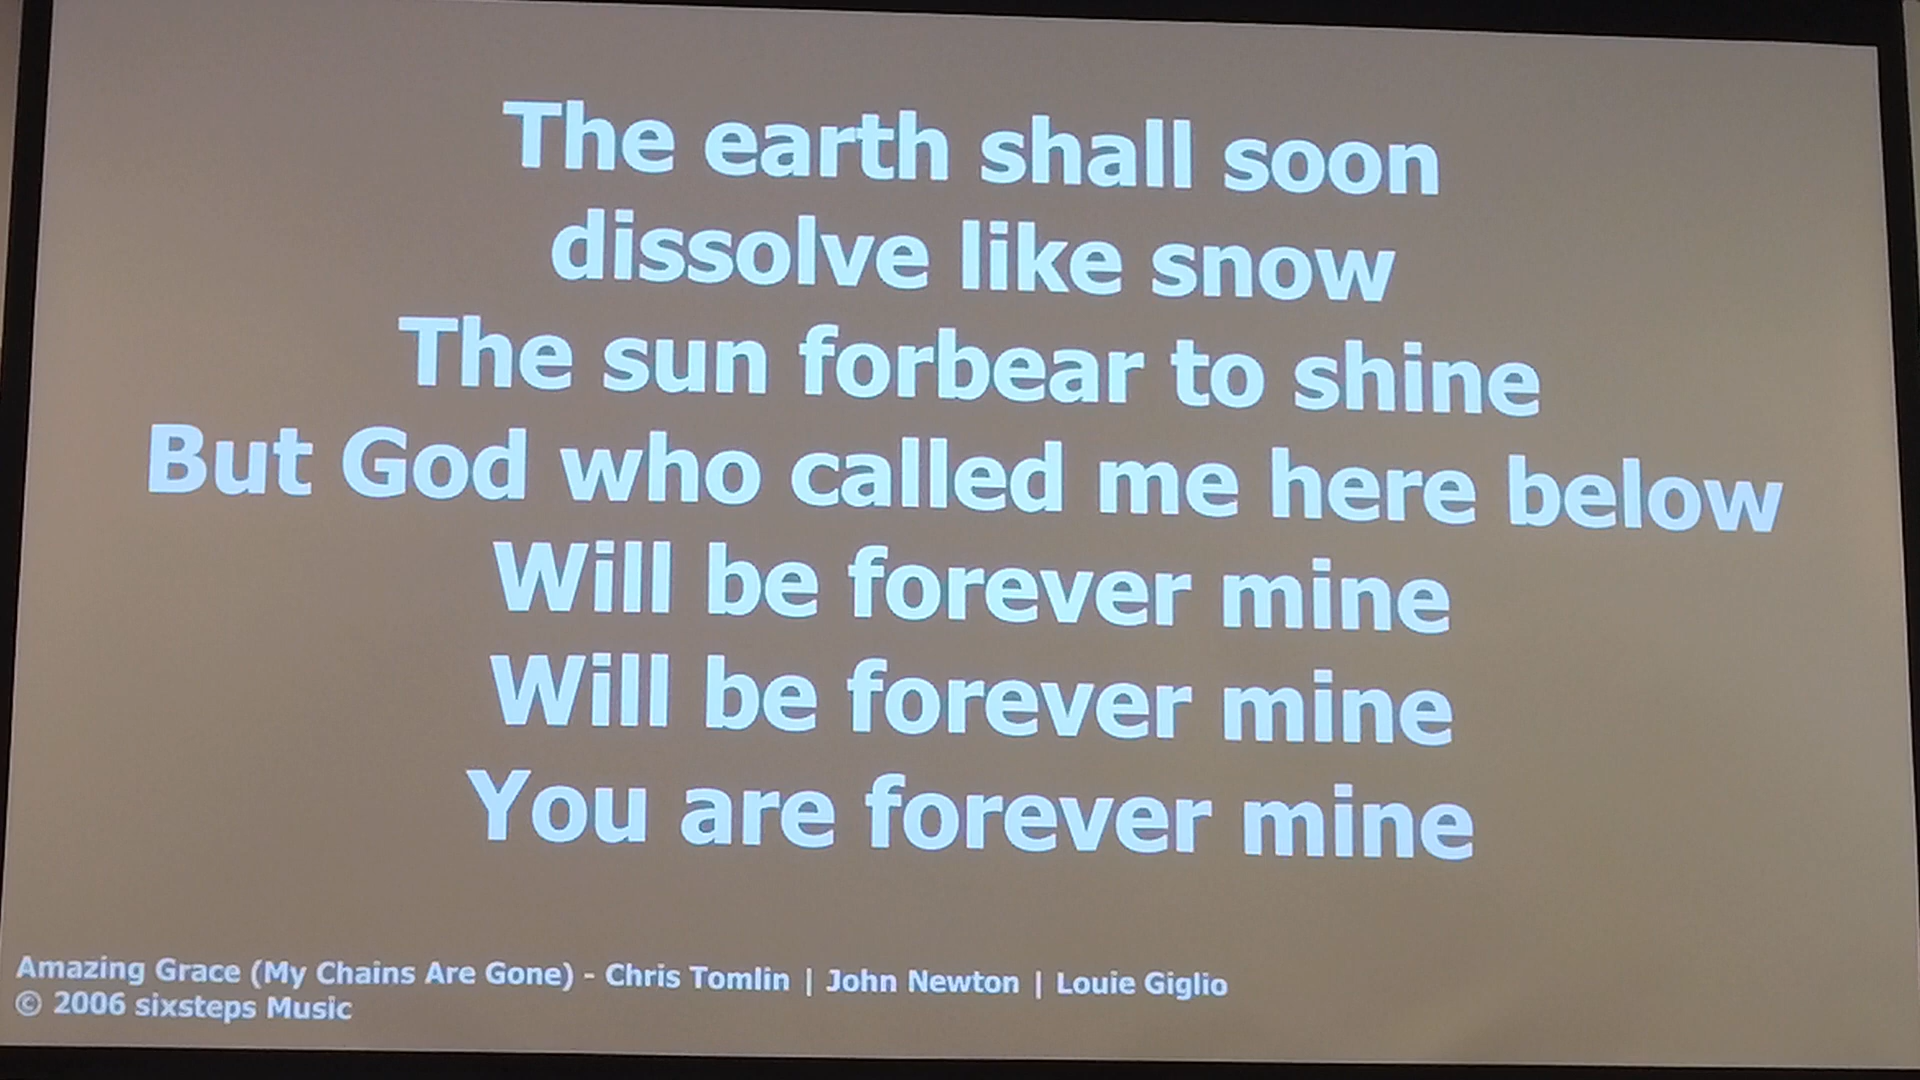 The earth shall soon
dissolve like snow
The sun forbear to shine
But God who called me here below
Will be forever mine
Will be forever mine
You are forever mine
Amazing Grace (My Chains Are Gone) - Chris Tomlin | John Newton | Louie Giglio
© 2006 sixsteps Music